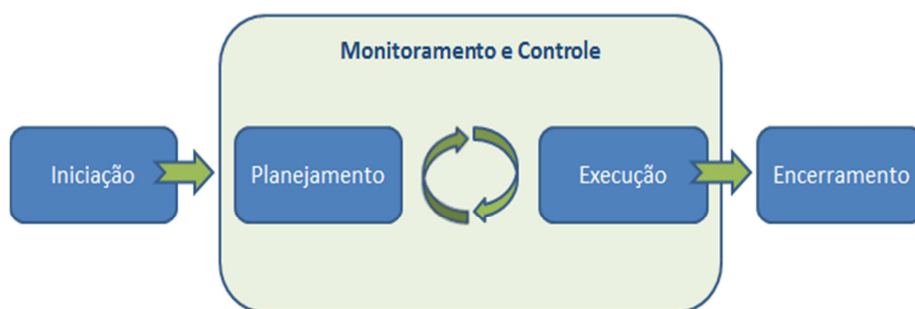 Monitoramento e Controle
Iniciação
Planejamento
Execução
Encerramento